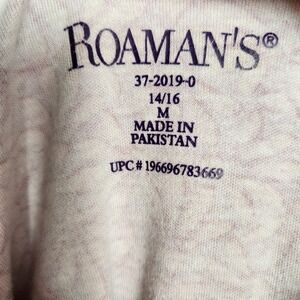 ROAMAN'S®
37-2019-0
14/16
M
MADE IN
PAKISTAN
UPC # 196696783669